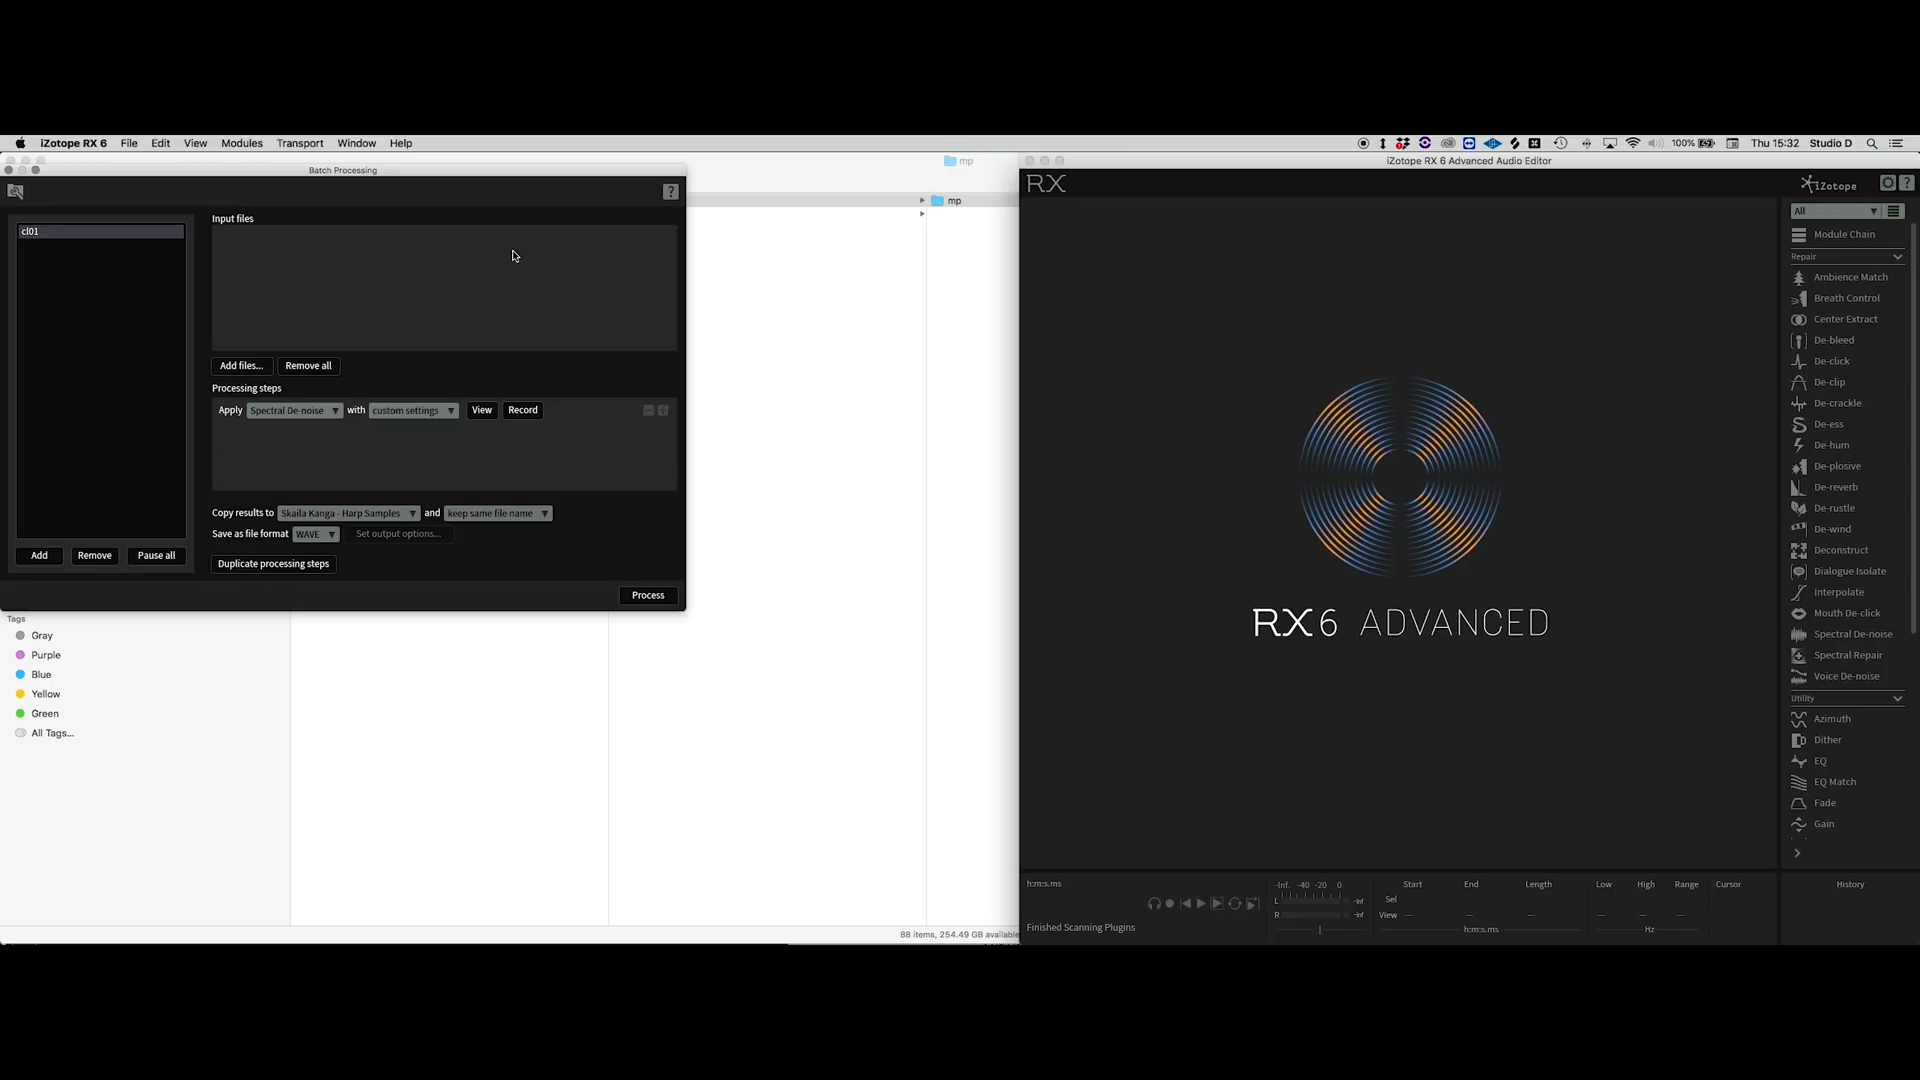 iZotope RX 6 File Edit View Modules Transport Window Help
100% Thu 15:32 Studio D
Batch Processing
?
cl01
Add Remove Pause all
Input files
Add files... Remove all
Processing steps
Apply Spectral De-noise with custom settings View Record
Copy results to Skaila Kanga - Harp Samples and keep same file name
Save as file format WAVE Set output options...
Duplicate processing steps
Process
Tags
Gray
Purple
Blue
Yellow
Green
All Tags...
mp
mp
88 items, 254.49 GB available
iZotope RX 6 Advanced Audio Editor
RX
iZotope
?
RX6 ADVANCED
All
Module Chain
Repair
Ambience Match
Breath Control
Center Extract
De-bleed
De-click
De-clip
De-crackle
De-ess
De-hum
De-plosive
De-reverb
De-rustle
De-wind
Deconstruct
Dialogue Isolate
Interpolate
Mouth De-click
Spectral De-noise
Spectral Repair
Voice De-noise
Utility
Azimuth
Dither
EQ
EQ Match
Fade
Gain
h:m:s.ms
Finished Scanning Plugins
-Inf. -40 -20 0
L -Inf.
R -Inf.
Start End Length Low High Range Cursor
Sel
View
h:m:s.ms Hz
History